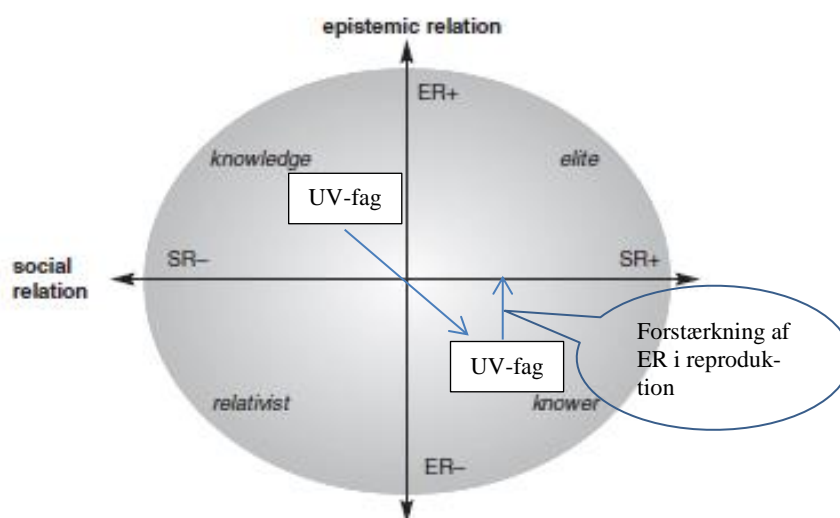 epistemic relation
ER+
knowledge
elite
UV-fag
SR–
SR+
social
relation
Forstærkning af
ER i reproduk-
tion
UV-fag
relativist
knower
ER–